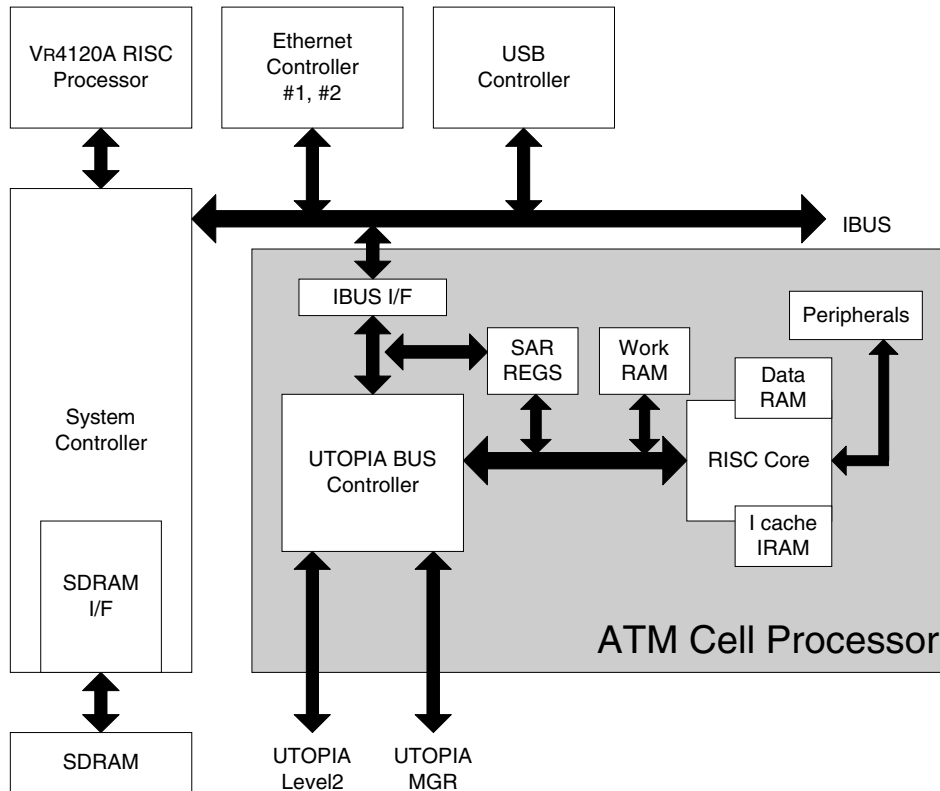 VR4120A RISC
Processor
Ethernet
Controller
#1, #2
USB
Controller
IBUS
IBUS I/F
Peripherals
SAR
REGS
Work
RAM
Data
RAM
System
Controller
UTOPIA BUS
Controller
RISC Core
I cache
IRAM
SDRAM
I/F
ATM Cell Processor
SDRAM
UTOPIA
Level2
UTOPIA
MGR